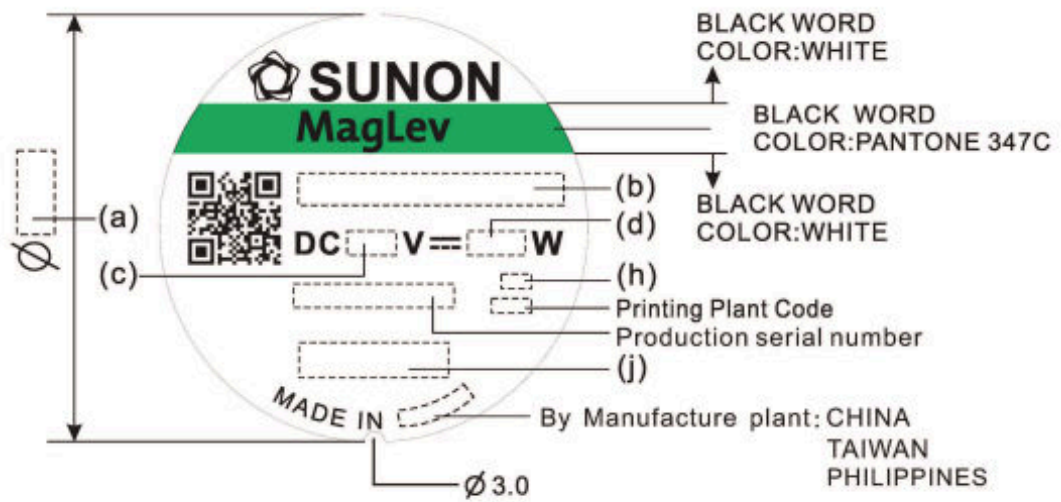 BLACK WORD
COLOR:WHITE
SUNON
MagLev
BLACK WORD
COLOR:PANTONE 347C
(a)
(b)
BLACK WORD
COLOR:WHITE
(d)
DC V W
(c)
(h)
Printing Plant Code
Production serial number
(j)
MADE IN
By Manufacture plant: CHINA
TAIWAN
PHILIPPINES
Ø
Ø3.0